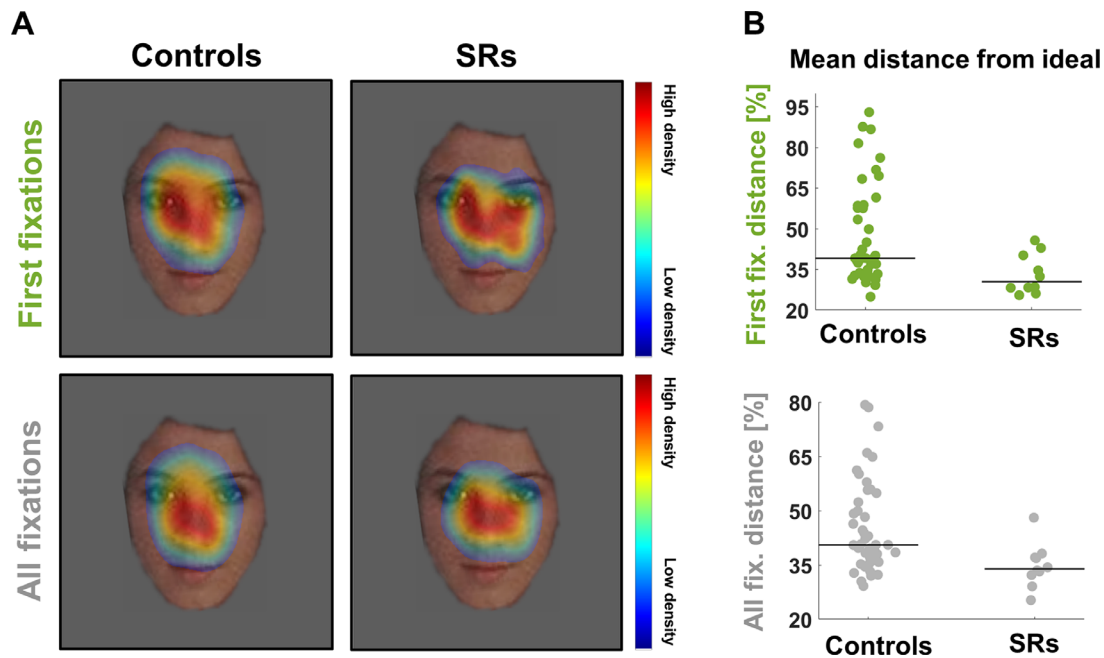 A
Controls
SRs
First fixations
High density
Low density
All fixations
High density
Low density
B
Mean distance from ideal
First fix. distance [%]
95
80
65
50
35
20
Controls
SRs
All fix. distance [%]
80
65
50
35
20
Controls
SRs